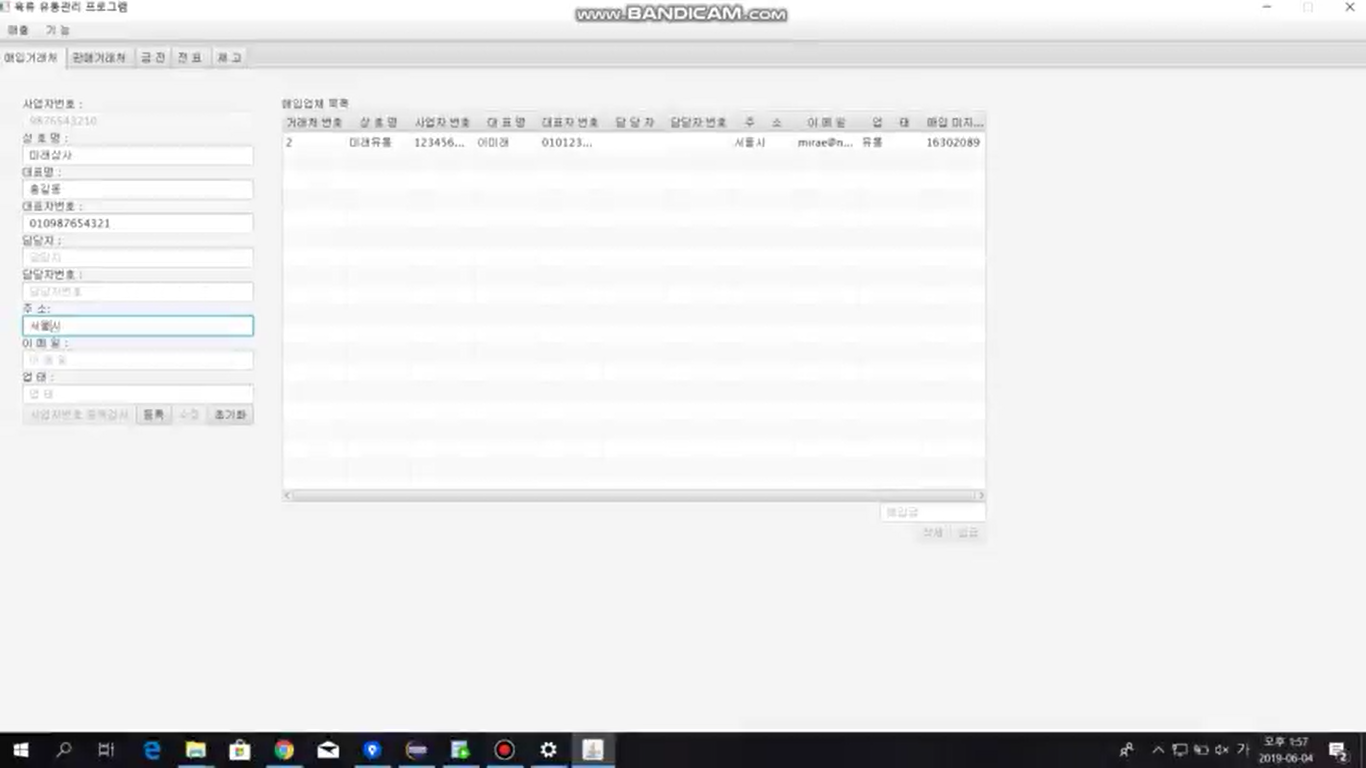 육류 유통관리 프로그램
www.BANDICAM.com
매출 기능
매입거래처 판매거래처 금 전 전 표 재 고
사업자번호 :
9876543210
상 호 명 :
미래상사
대표명 :
홍길동
대표자번호 :
010987654321
담당자 :
담당자
담당자번호 :
담당자번호
주 소:
서울시
이 메 일 :
이 메 일
업 태 :
업 태
사업자번호 중복검사 등록 수정 초기화
매입업체 목록
거래처 번호 상 호 명 사업자 번호 대 표 명 대표자 번호 담 당 자 담당자 번호 주 소 이 메 일 업 태 매입 미지...
2 미래유통 123456... 이미래 010123... 서울시 mirae@n... 유통 16302089
매입금
삭제 입금
가
오후 1:57
2019-06-04
2